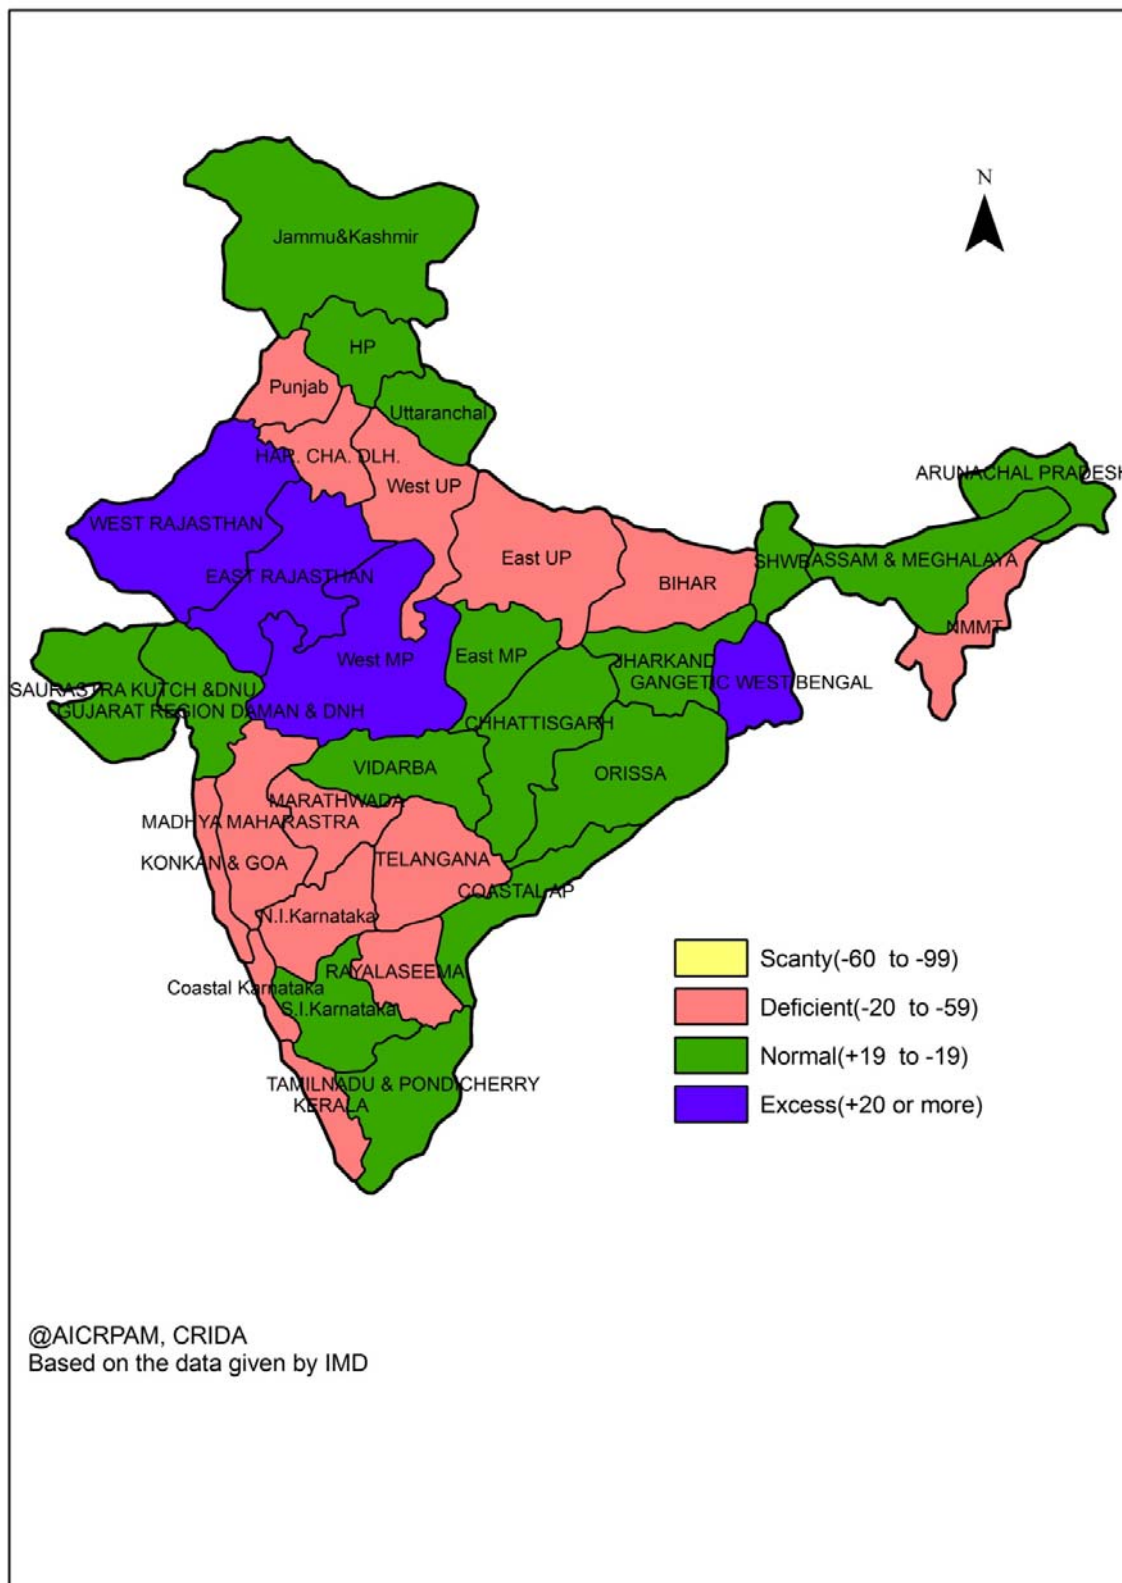 N
Jammu&Kashmir
HP
Punjab
Uttaranchal
HAR. CHA. DLH.
West UP
ARUNACHAL PRADESH
WEST RAJASTHAN
East UP
SHWB
ASSAM & MEGHALAYA
EAST RAJASTHAN
BIHAR
NMMT
West MP
East MP
JHARKAND
SAURASTRA KUTCH &DNU
GANGETIC WEST BENGAL
GUJARAT REGION DAMAN & DNH
CHHATTISGARH
VIDARBA
ORISSA
MARATHWADA
MADHYA MAHARASTRA
KONKAN & GOA
TELANGANA
COASTAL AP
N.I.Karnataka
RAYALASEEMA
Coastal Karnataka
S.I.Karnataka
TAMILNADU & PONDICHERRY
KERALA
Scanty(-60 to -99)
Deficient(-20 to -59)
Normal(+19 to -19)
Excess(+20 or more)
@AICRPAM, CRIDA
Based on the data given by IMD